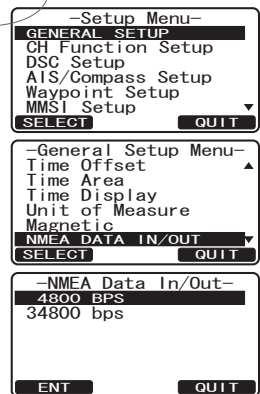 -Setup Menu-
GENERAL SETUP
CH Function Setup
DSC Setup
AIS/Compass Setup
Waypoint Setup
MMSI Setup
SELECT QUIT
-General Setup Menu-
Time Offset
Time Area
Time Display
Unit of Measure
Magnetic
NMEA DATA IN/OUT
SELECT QUIT
-NMEA Data In/Out-
4800 BPS
34800 bps
ENT QUIT